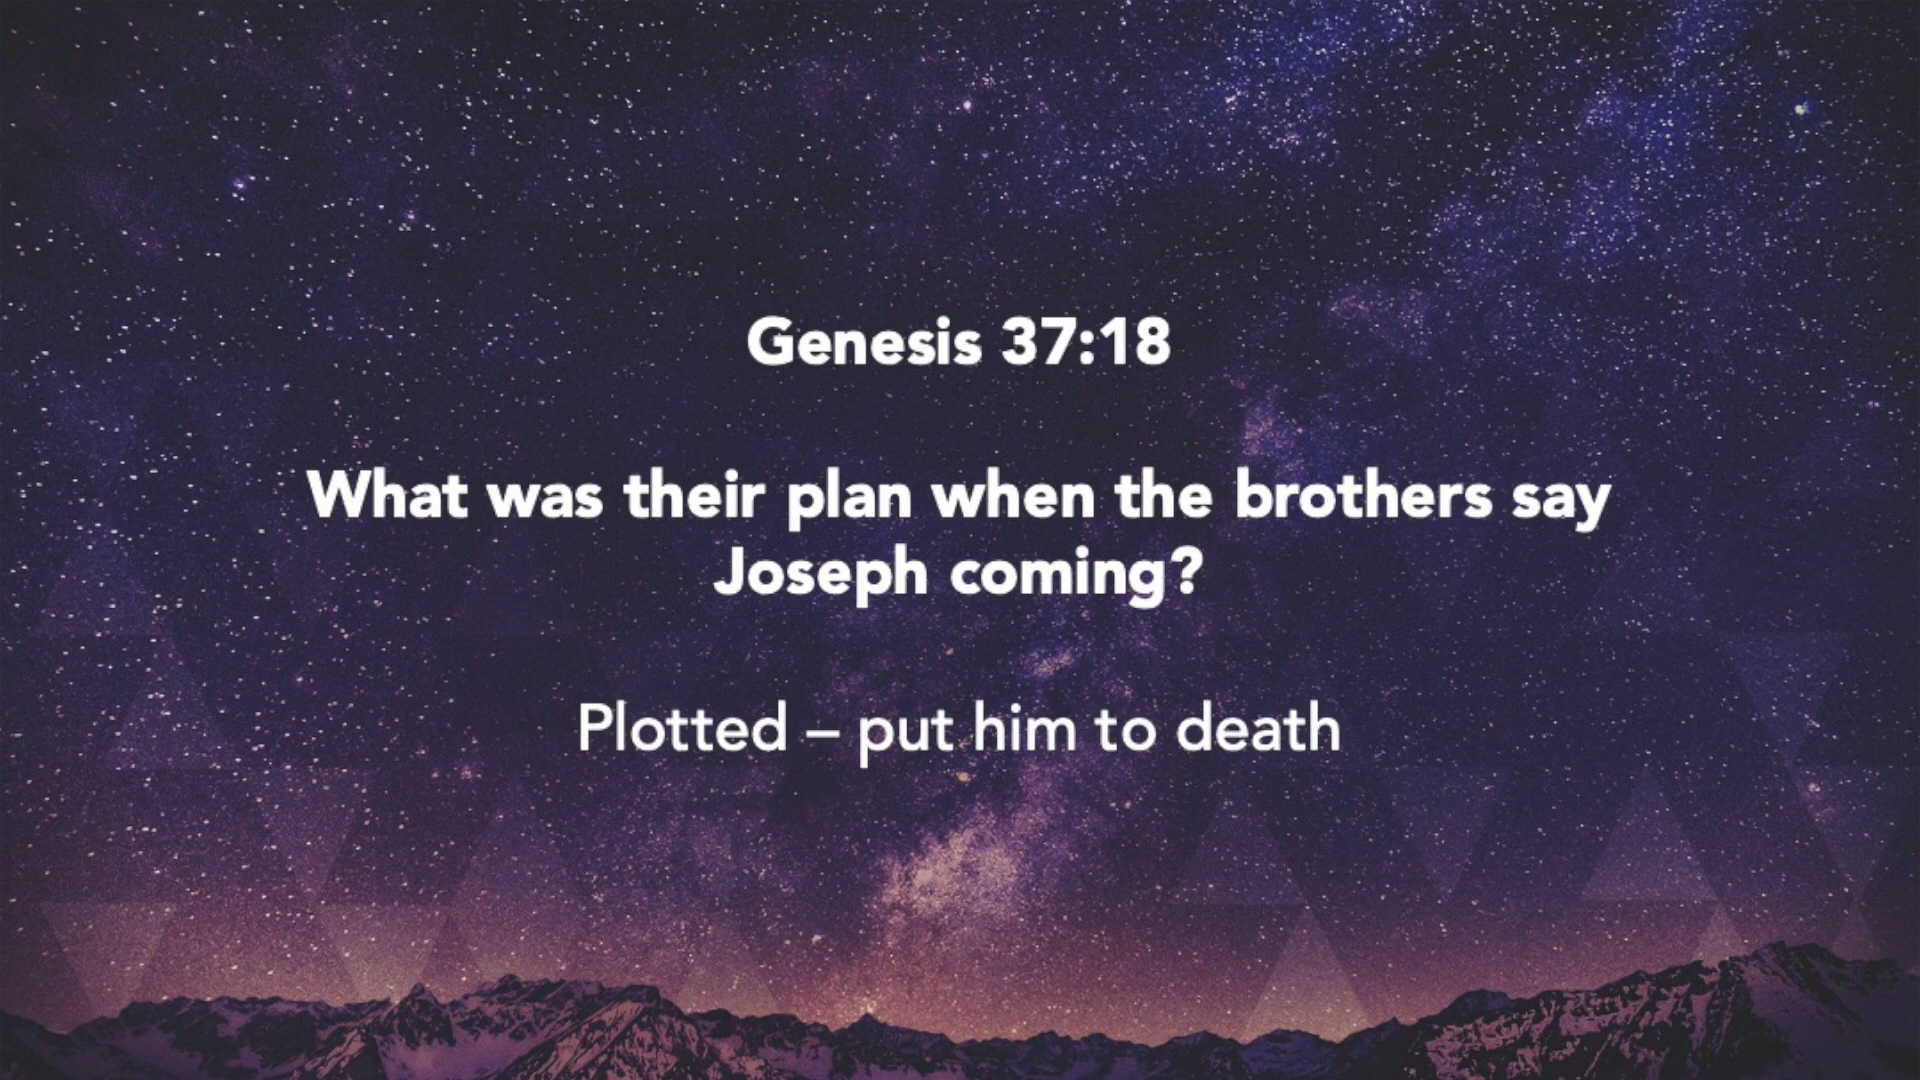 Genesis 37:18
What was their plan when the brothers say
Joseph coming?
Plotted – put him to death